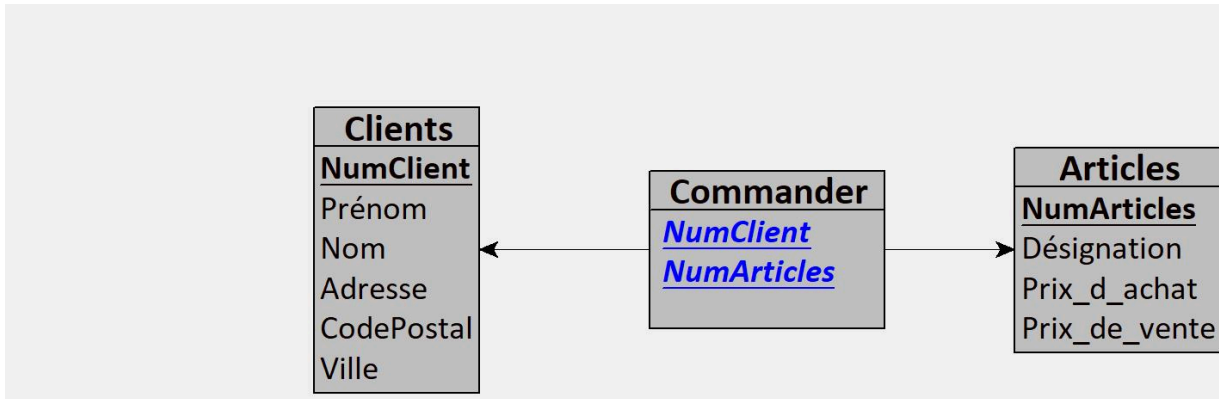 Clients
NumClient
Prénom
Nom
Adresse
CodePostal
Ville
Commander
NumClient
NumArticles
Articles
NumArticles
Désignation
Prix_d_achat
Prix_de_vente